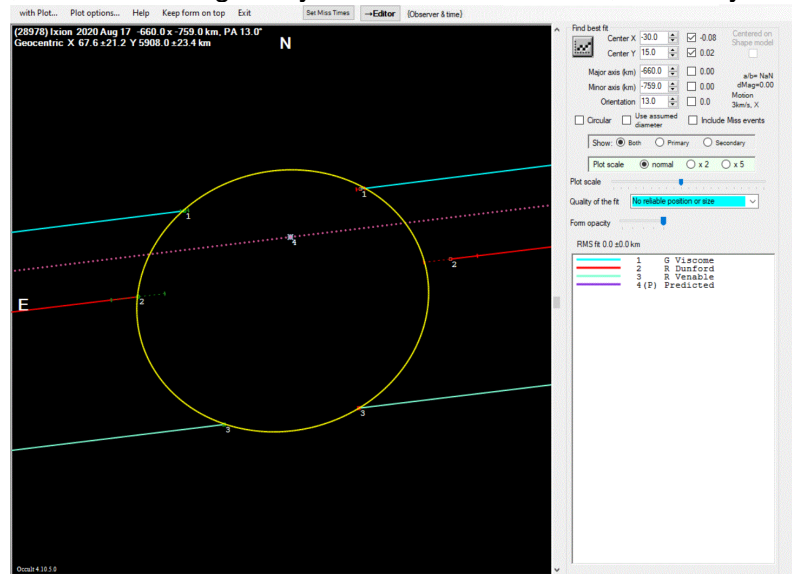 with Plot... Plot options... Help Keep form on top Exit Set Miss Times →Editor {Observer & time}
(28978) Ixion 2020 Aug 17 -660.0 x -759.0 km, PA 13.0°
Geocentric X 67.6 ±21.2 Y 5908.0 ±23.4 km
N
1
1
4
2
2
E
3
3
Occult 4.10.5.0
Find best fit
Center X -30.0 -0.08 Centered on Shape model
Center Y 15.0 0.02
Major axis (km) -660.0 0.00 a/b= NaN
Minor axis (km) -759.0 0.00 dMag=0.00
Orientation 13.0 0.0 Motion 3km/s, X
Circular Use assumed diameter Include Miss events
Show: Both Primary Secondary
Plot scale normal x 2 x 5
Plot scale
Quality of the fit No reliable position or size
Form opacity
RMS fit 0.0 ±0.0 km
1 G Viscome
2 R Dunford
3 R Venable
4(P) Predicted